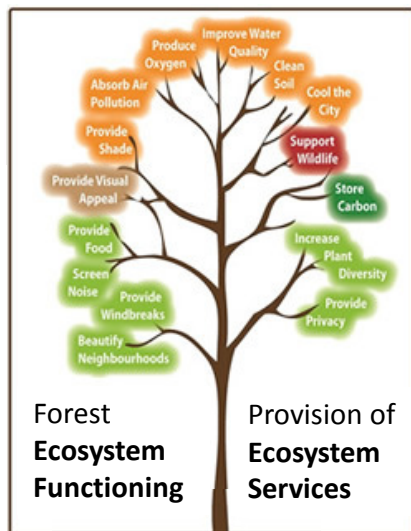 Improve Water
Quality
Produce
Oxygen
Clean
Soil
Absorb Air
Pollution
Cool the
City
Provide
Shade
Support
Wildlife
Provide Visual
Appeal
Store
Carbon
Provide
Food
Increase
Plant
Diversity
Screen
Noise
Provide
Windbreaks
Provide
Privacy
Beautify
Neighbourhoods
Forest
Ecosystem
Functioning
Provision of
Ecosystem
Services